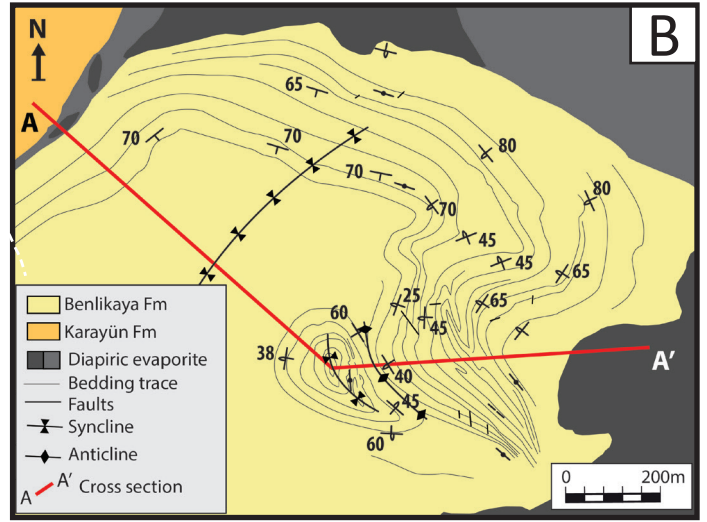 B
N
A
65
70
70
70
70
80
80
45
45
65
65
25
45
60
38
40
45
60
A'
Benlikaya Fm
Karayün Fm
Diapiric evaporite
Bedding trace
Faults
Syncline
Anticline
A A' Cross section
0 200m